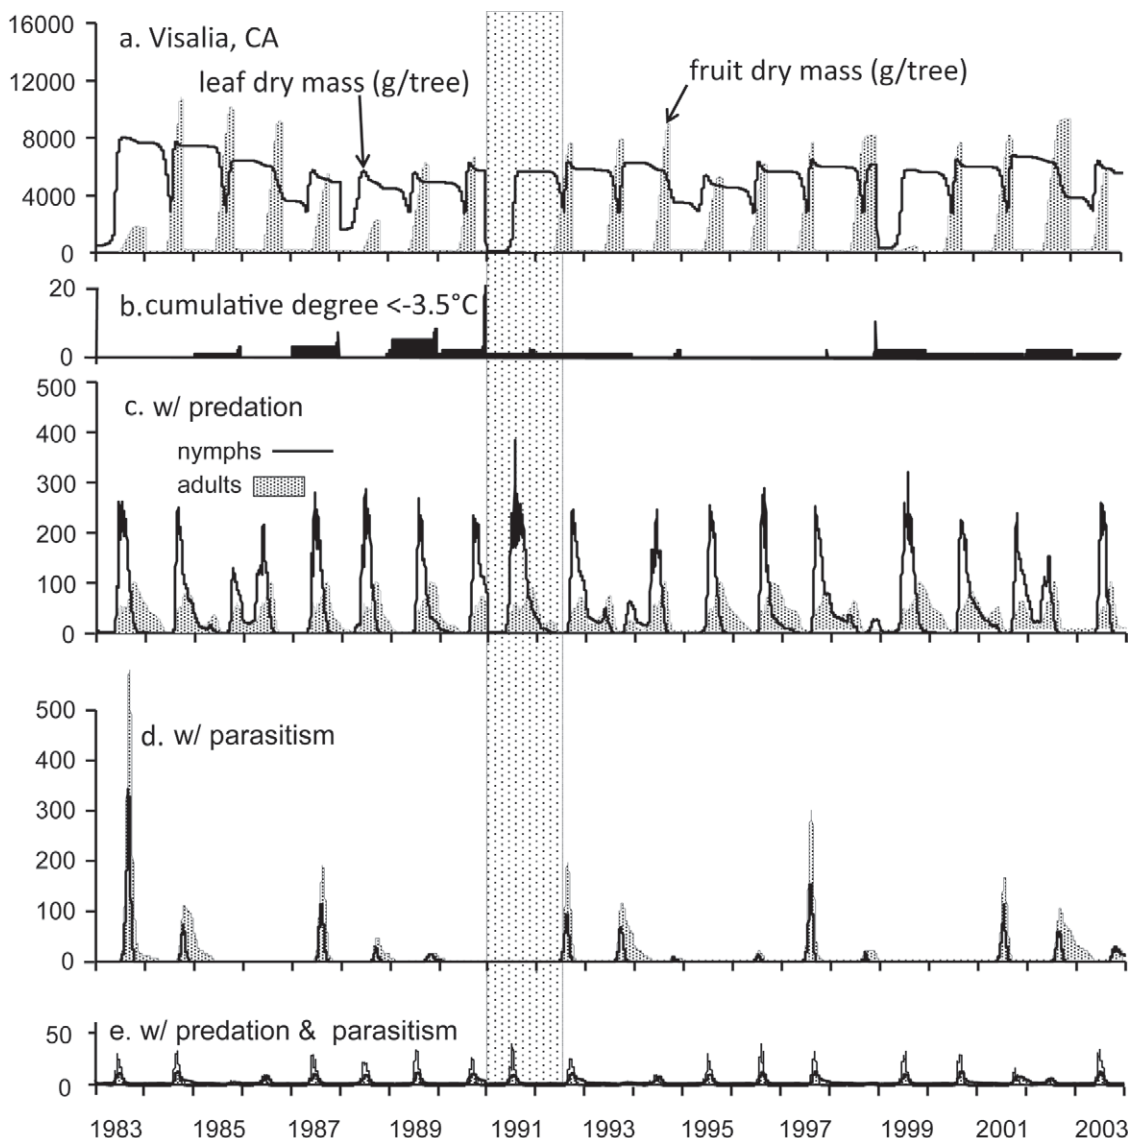 16000
a. Visalia, CA
leaf dry mass (g/tree)
fruit dry mass (g/tree)
12000
8000
4000
0
20
b.cumulative degree <-3.5°C
0
500
c. w/ predation
400
nymphs
adults
300
200
100
0
500
d. w/ parasitism
400
300
200
100
0
50
e. w/ predation & parasitism
0
1983 1985 1987 1989 1991 1993 1995 1997 1999 2001 2003